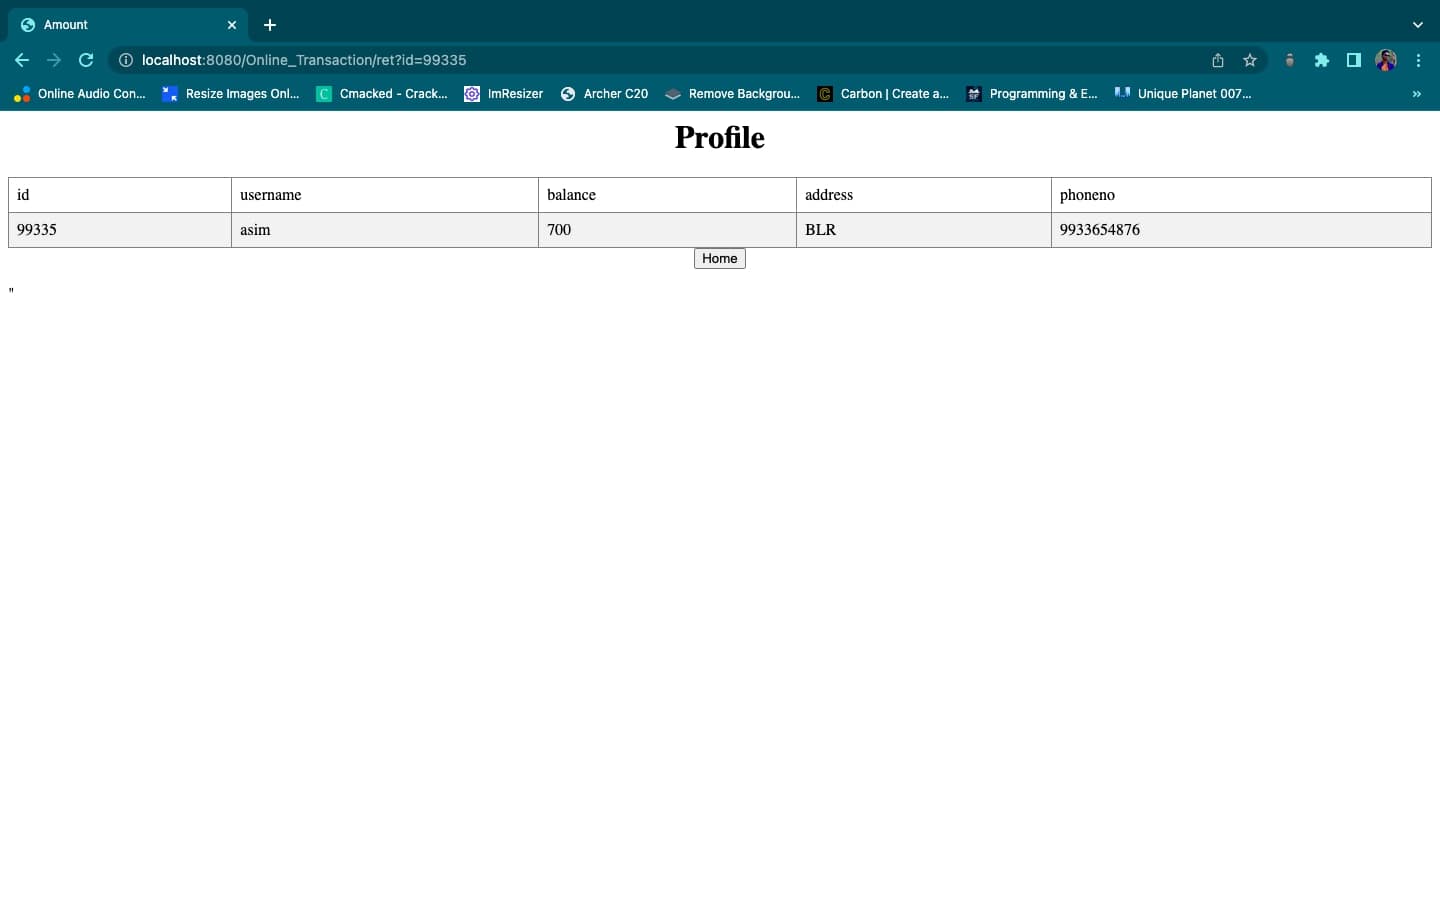 Amount
localhost:8080/Online_Transaction/ret?id=99335
Online Audio Con... Resize Images Onl... C Cmacked - Crack... ImResizer Archer C20 Remove Backgrou... C Carbon | Create a... Programming & E... Unique Planet 007... »
Profile
id username balance address phoneno
99335 asim 700 BLR 9933654876
Home
"